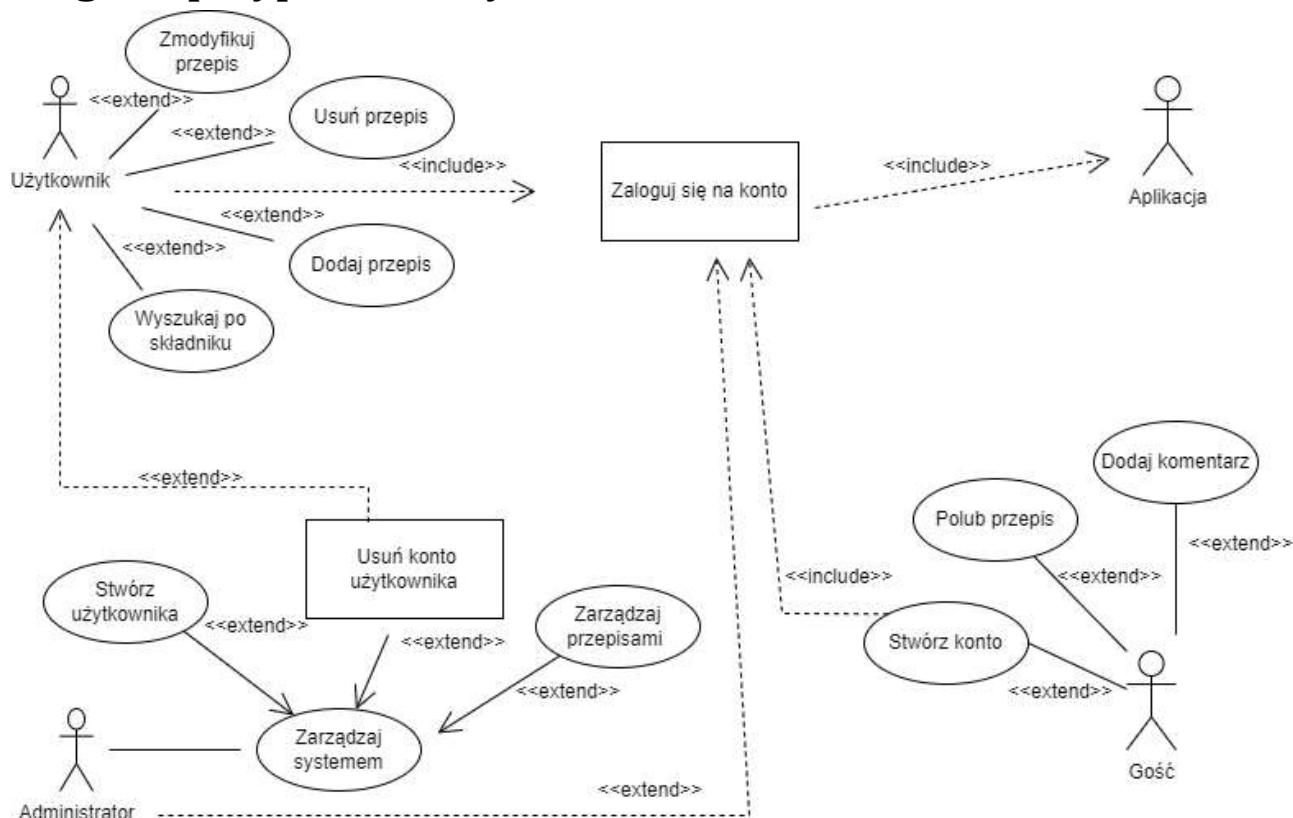 Zmodyfikuj
przepis
<<extend>>
Usuń przepis
<<extend>>
Użytkownik
<<include>>
Zaloguj się na konto
<<include>>
Aplikacja
<<extend>>
Dodaj przepis
<<extend>>
Wyszukaj po
składniku
<<extend>>
Dodaj komentarz
Polub przepis
<<extend>>
Usuń konto
użytkownika
<<include>>
<<extend>>
Stwórz
użytkownika
<<extend>>
Zarządzaj
przepisami
<<extend>>
Stwórz konto
<<extend>>
<<extend>>
Zarządzaj
systemem
Gość
<<extend>>
Administrator